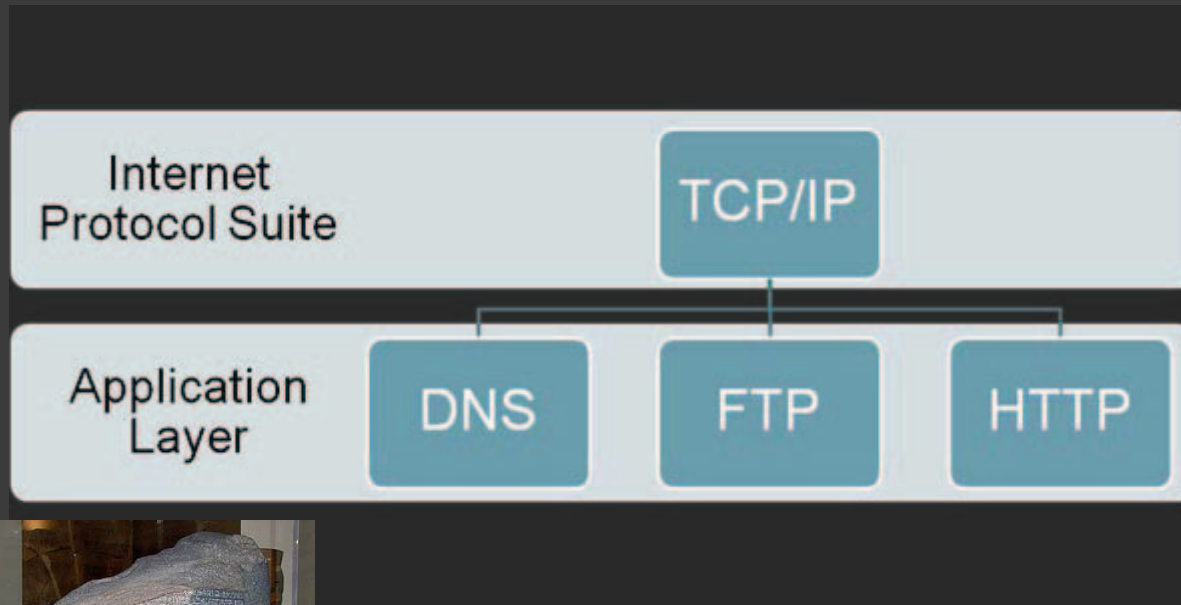 Internet
Protocol Suite
TCP/IP
Application
Layer
DNS
FTP
HTTP